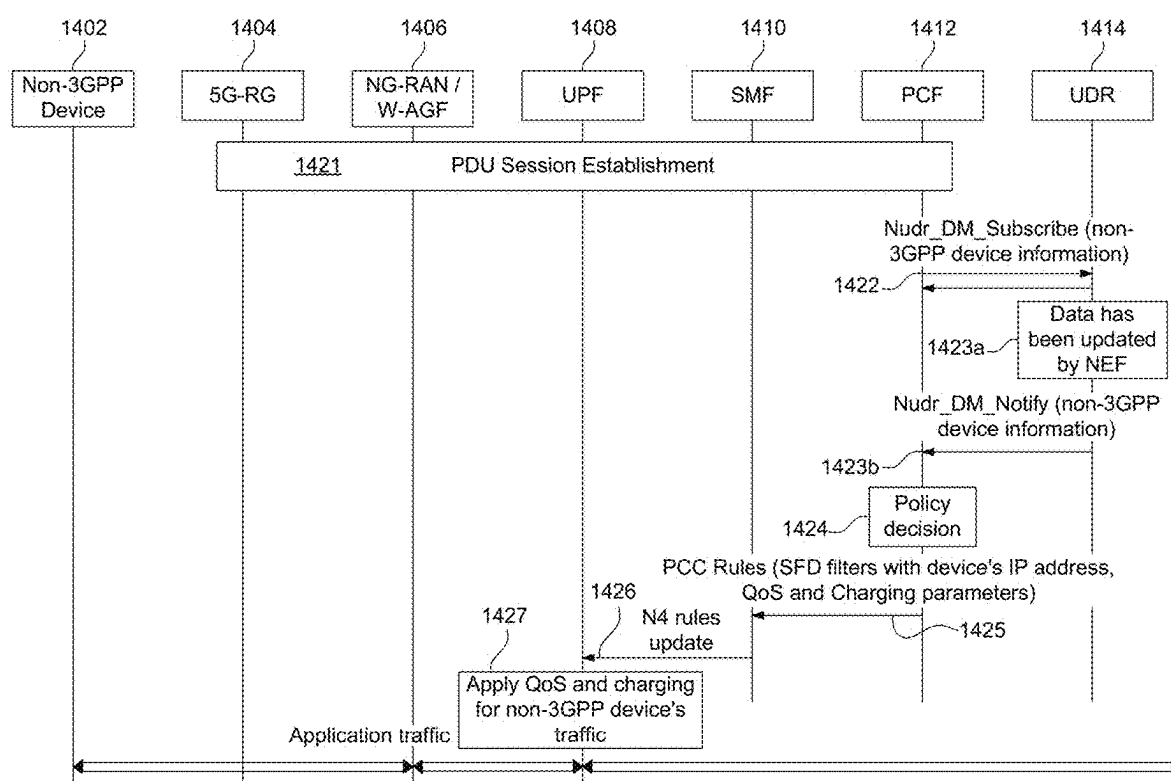 1402
1404
1406
1408
1410
1412
1414
Non-3GPP
Device
5G-RG
NG-RAN /
W-AGF
UPF
SMF
PCF
UDR
1421
PDU Session Establishment
Nudr_DM_Subscribe (non-
3GPP device information)
1422
Data has
been updated
by NEF
1423a
Nudr_DM_Notify (non-3GPP
device information)
1423b
Policy
decision
1424
PCC Rules (SFD filters with device's IP address,
QoS and Charging parameters)
1425
1426
N4 rules
update
1427
Apply QoS and charging
for non-3GPP device's
traffic
Application traffic